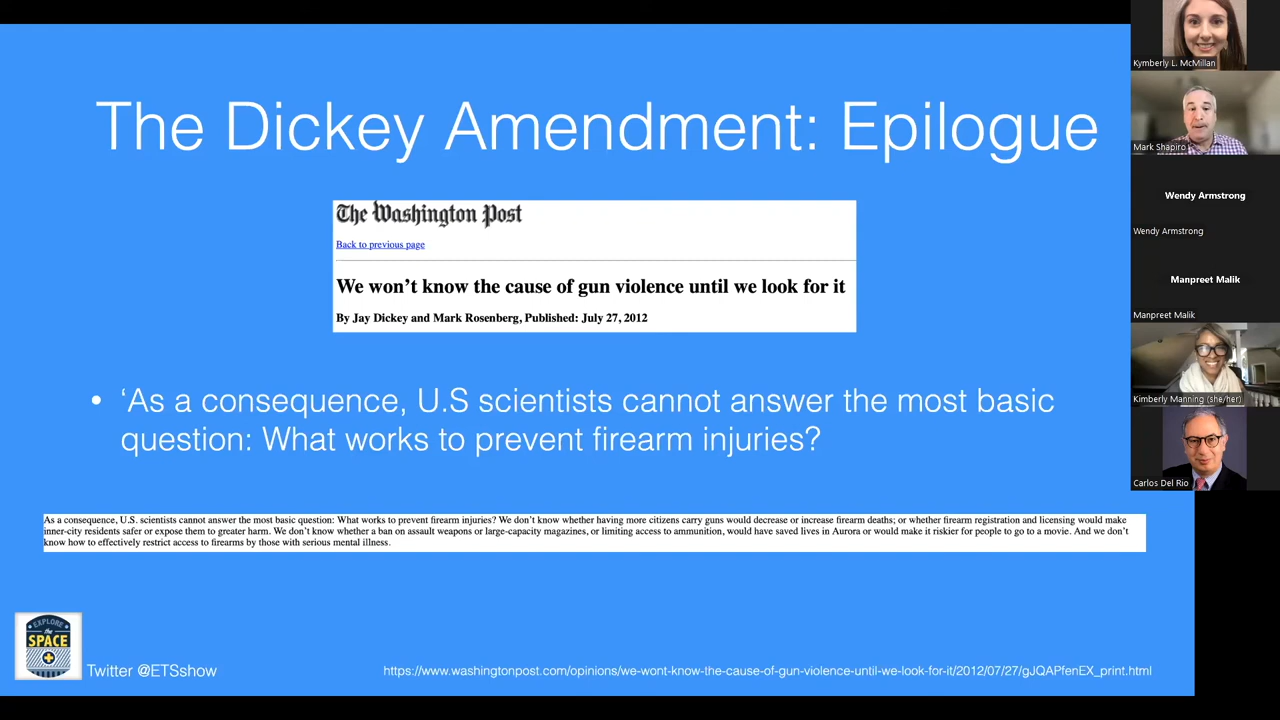 The Dickey Amendment: Epilogue
The Washington Post
Back to previous page
We won't know the cause of gun violence until we look for it
By Jay Dickey and Mark Rosenberg, Published: July 27, 2012
• ‘As a consequence, U.S scientists cannot answer the most basic
question: What works to prevent firearm injuries?
As a consequence, U.S. scientists cannot answer the most basic question: What works to prevent firearm injuries? We don't know whether having more citizens carry guns would decrease or increase firearm deaths; or whether firearm registration and licensing would make
inner-city residents safer or expose them to greater harm. We don't know whether a ban on assault weapons or large-capacity magazines, or limiting access to ammunition, would have saved lives in Aurora or would make it riskier for people to go to a movie. And we don't
know how to effectively restrict access to firearms by those with serious mental illness.
EXPLORE
the
SPACE
Twitter @ETSshow
https://www.washingtonpost.com/opinions/we-wont-know-the-cause-of-gun-violence-until-we-look-for-it/2012/07/27/gJQAPfenEX_print.html
Kymberly L. McMillan
Mark Shapiro
Wendy Armstrong
Wendy Armstrong
Manpreet Malik
Manpreet Malik
Kimberly Manning (she/her)
Carlos Del Rio